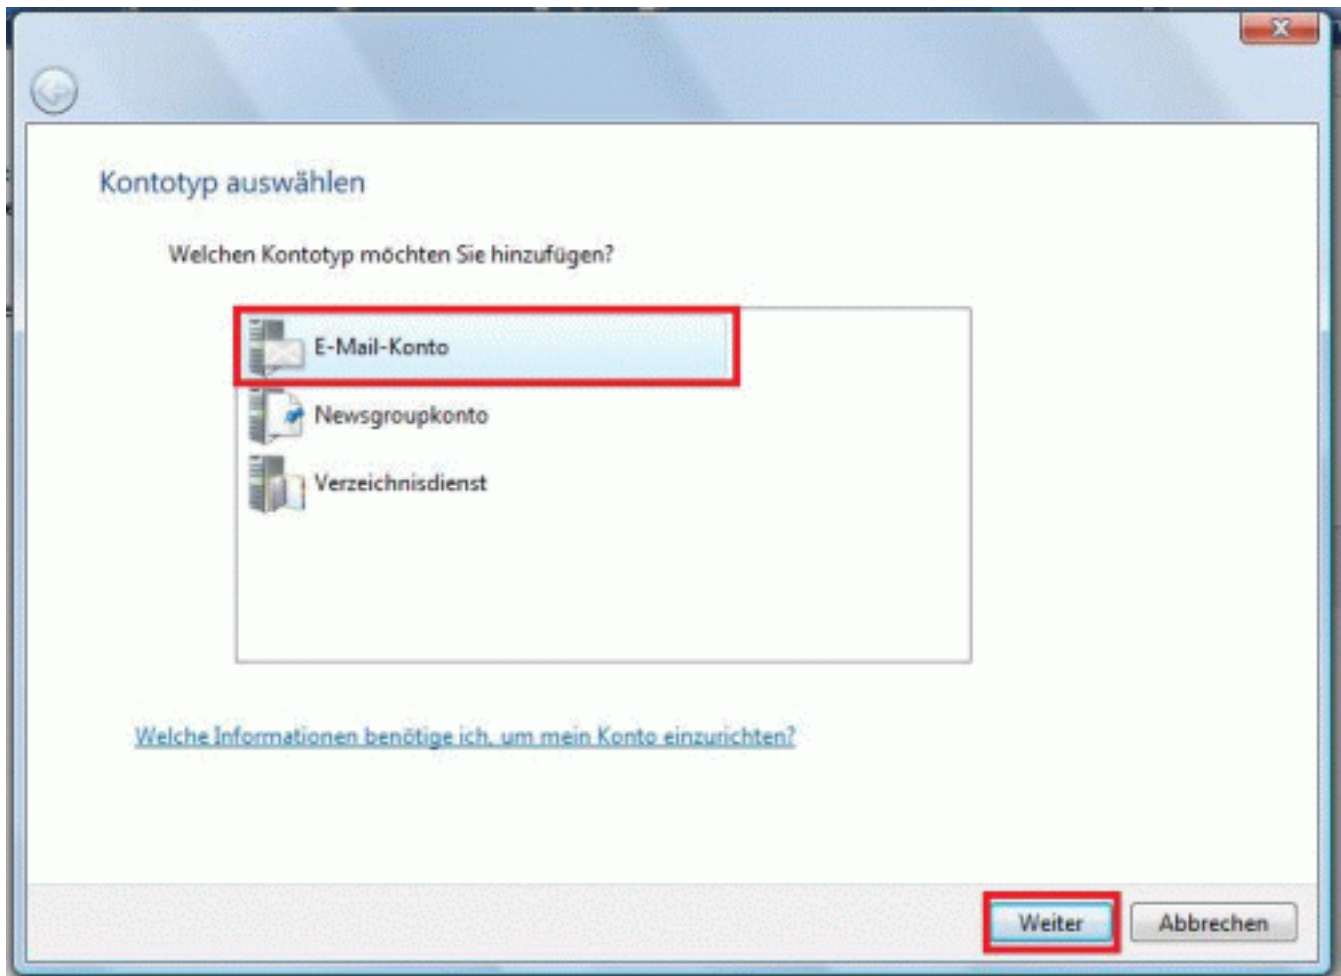 Kontotyp auswählen
Welchen Kontotyp möchten Sie hinzufügen?
E-Mail-Konto
Newsgroupkonto
Verzeichnisdienst
Welche Informationen benötige ich, um mein Konto einzurichten?
Weiter Abbrechen